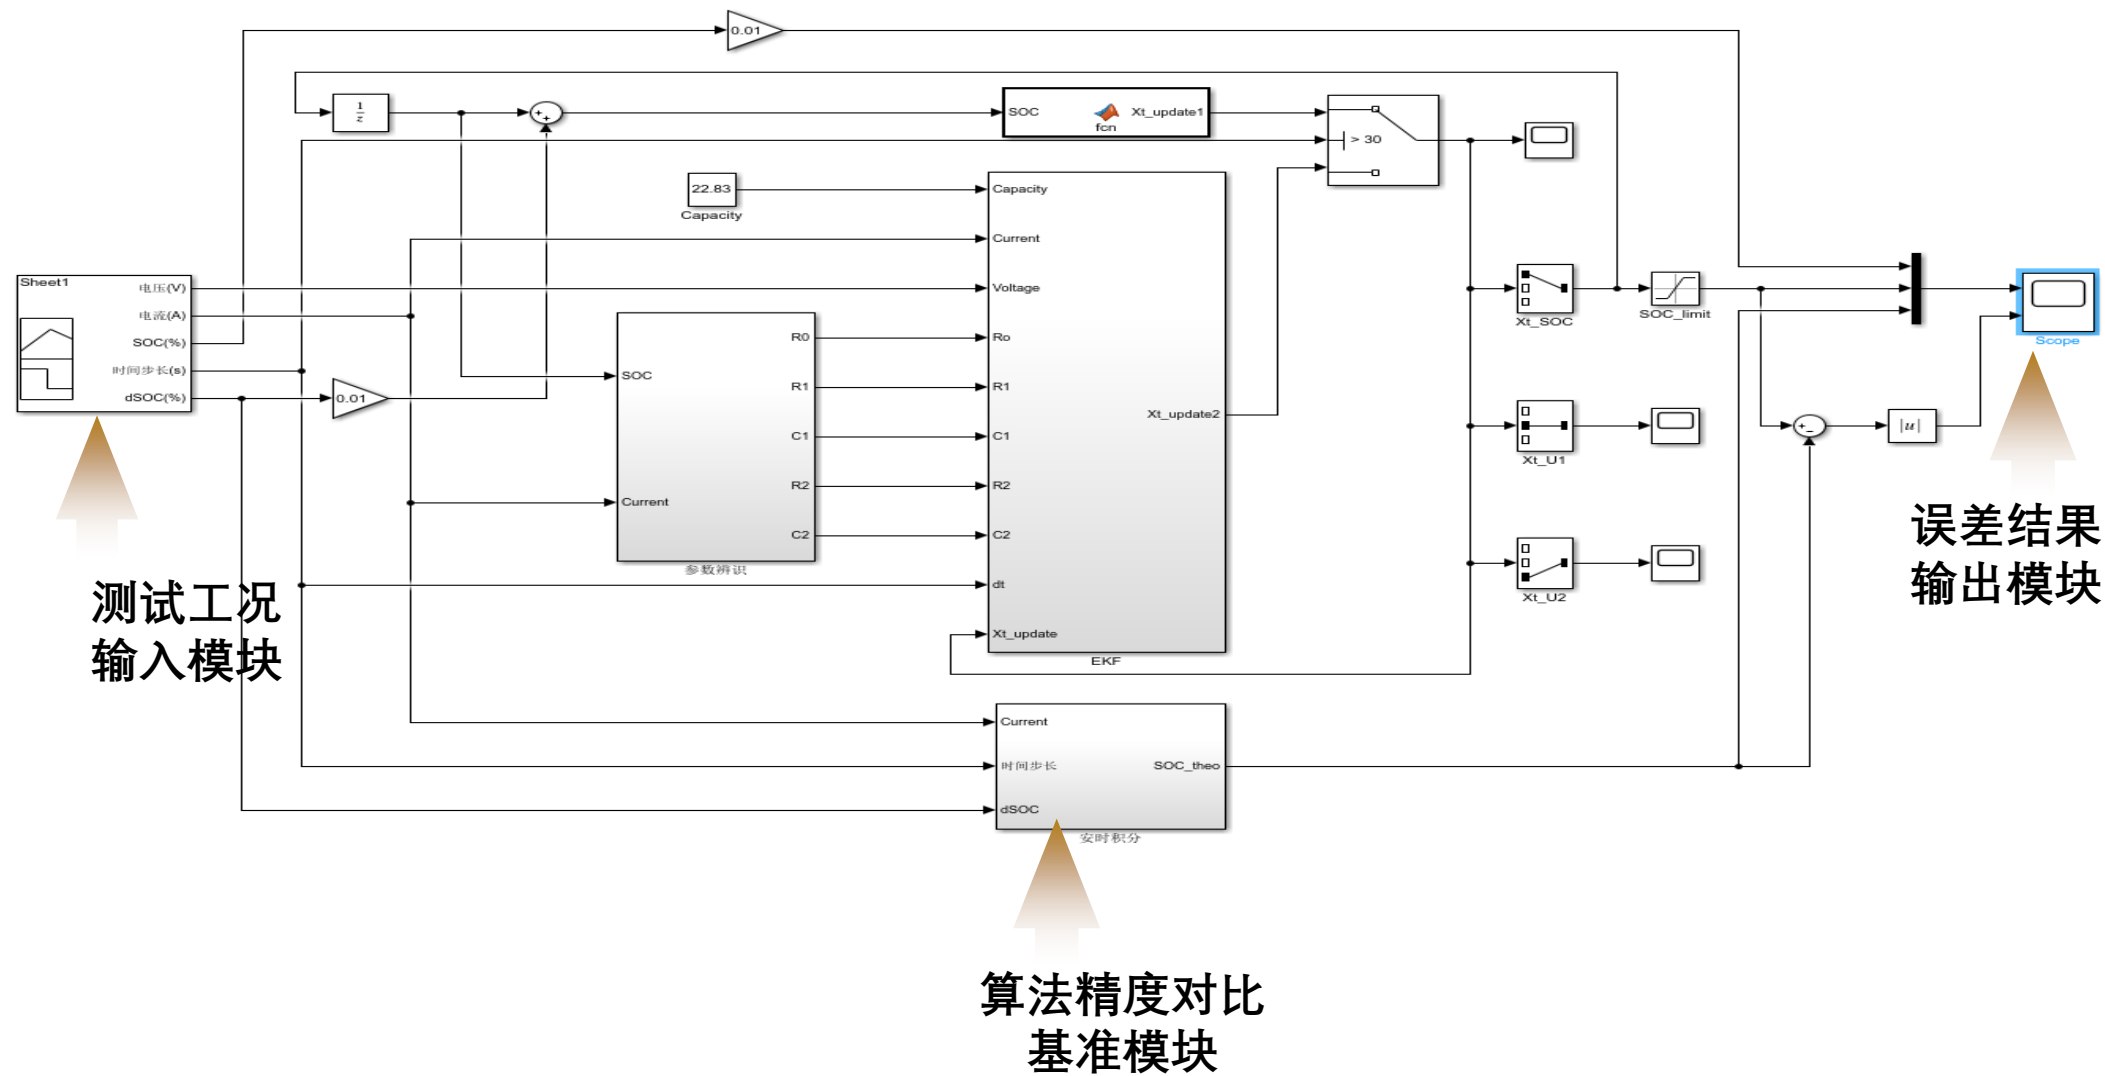 0.01
1
z
+
+
SOC
fcn
Xt_update1
> 30
22.83
Capacity
Capacity
Current
Voltage
Ro
R1
C1
R2
C2
dt
Xt_update
Xt_update2
EKF
Sheet1
电压(V)
电流(A)
SOC(%)
时间步长(s)
dSOC(%)
0.01
SOC
Current
R0
R1
C1
R2
C2
参数辨识
Xt_SOC
SOC_limit
Xt_U1
Xt_U2
+
−
|u|
Scope
Current
时间步长
dSOC
SOC_theo
安时积分
测试工况
输入模块
误差结果
输出模块
算法精度对比
基准模块